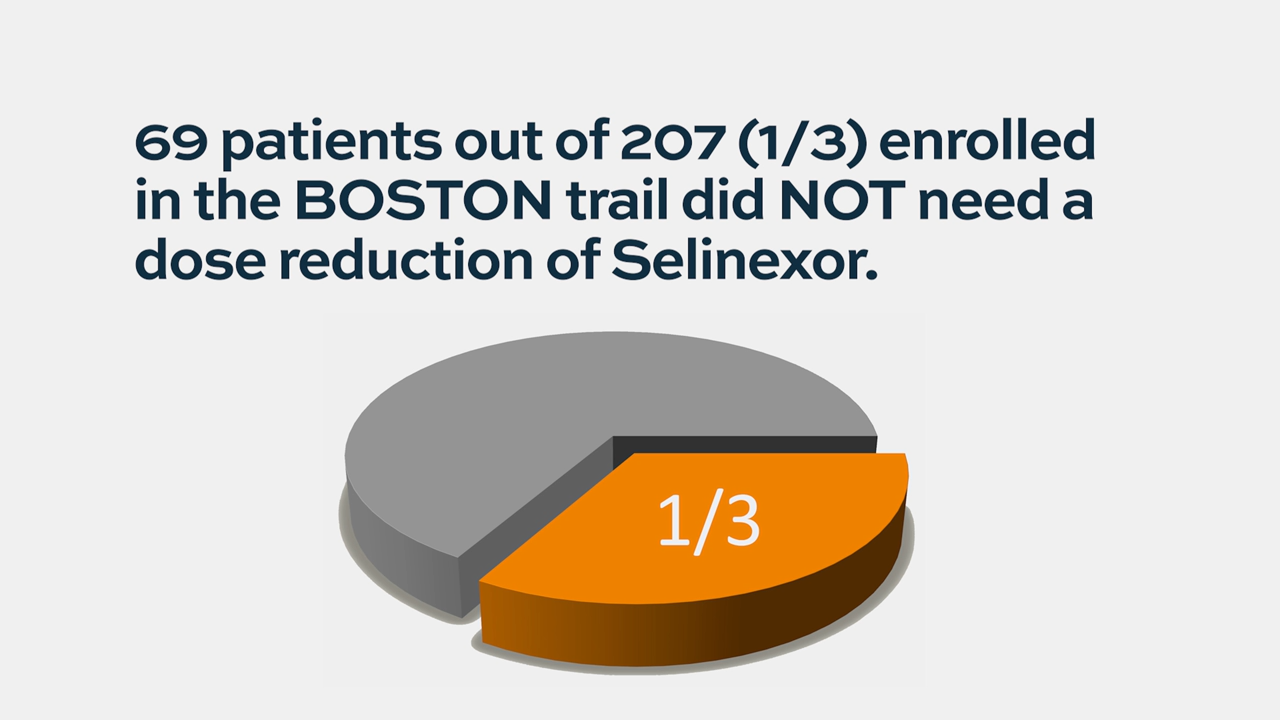 69 patients out of 207 (1/3) enrolled
in the BOSTON trail did NOT need a
dose reduction of Selinexor.
1/3